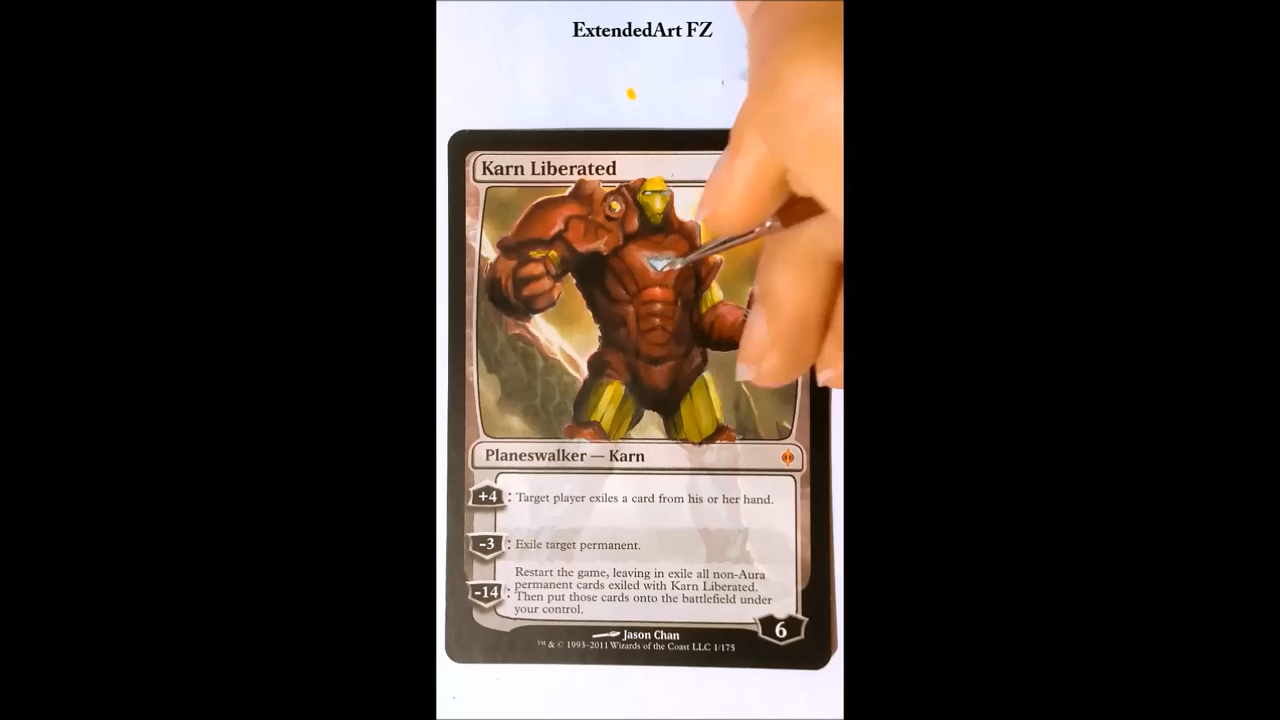 ExtendedArt FZ
Karn Liberated
Planeswalker — Karn
+4 : Target player exiles a card from his or her hand.
-3 : Exile target permanent.
Restart the game, leaving in exile all non-Aura
permanent cards exiled with Karn Liberated.
-14 : Then put those cards onto the battlefield under
your control.
Jason Chan
6
™ & © 1993-2011 Wizards of the Coast LLC 1/175